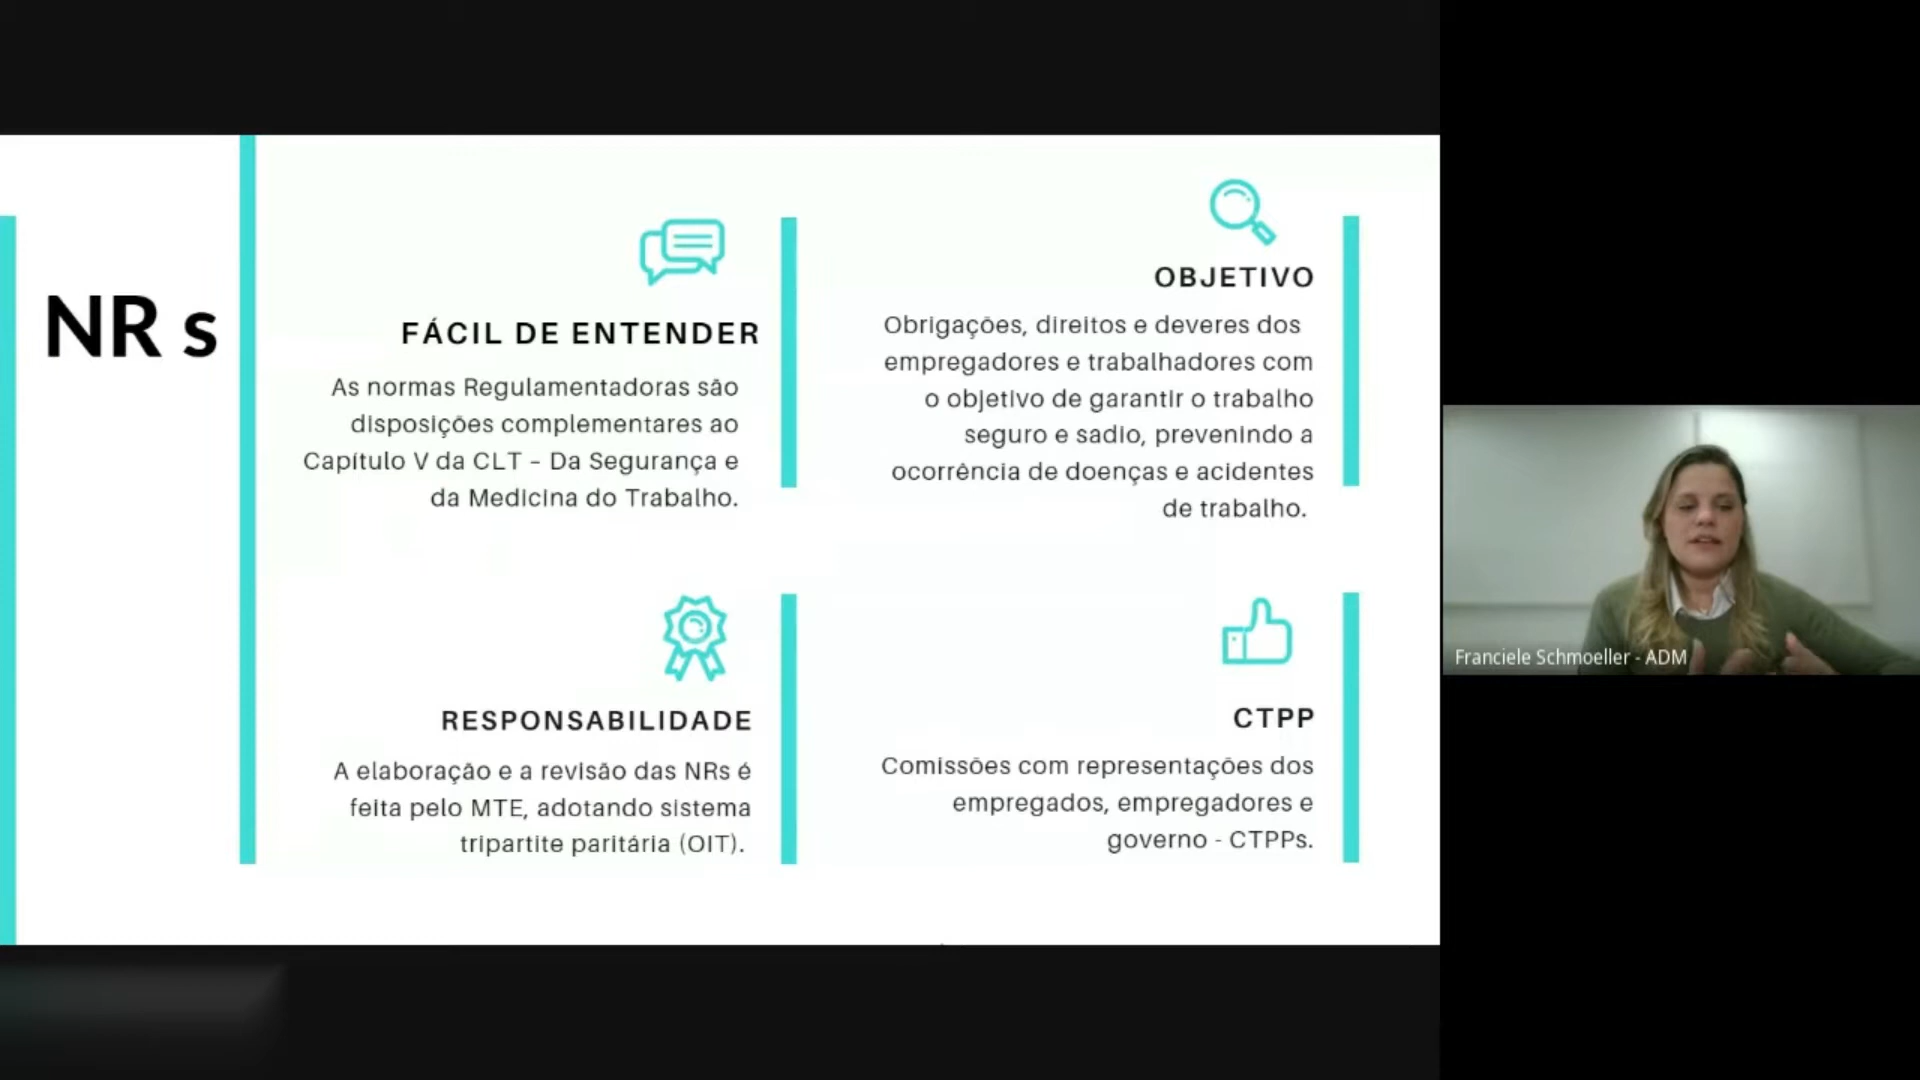 NR s
FÁCIL DE ENTENDER
As normas Regulamentadoras são
disposições complementares ao
Capítulo V da CLT – Da Segurança e
da Medicina do Trabalho.
OBJETIVO
Obrigações, direitos e deveres dos
empregadores e trabalhadores com
o objetivo de garantir o trabalho
seguro e sadio, prevenindo a
ocorrência de doenças e acidentes
de trabalho.
RESPONSABILIDADE
A elaboração e a revisão das NRs é
feita pelo MTE, adotando sistema
tripartite paritária (OIT).
CTPP
Comissões com representações dos
empregados, empregadores e
governo - CTPPs.
Franciele Schmoeller - ADM